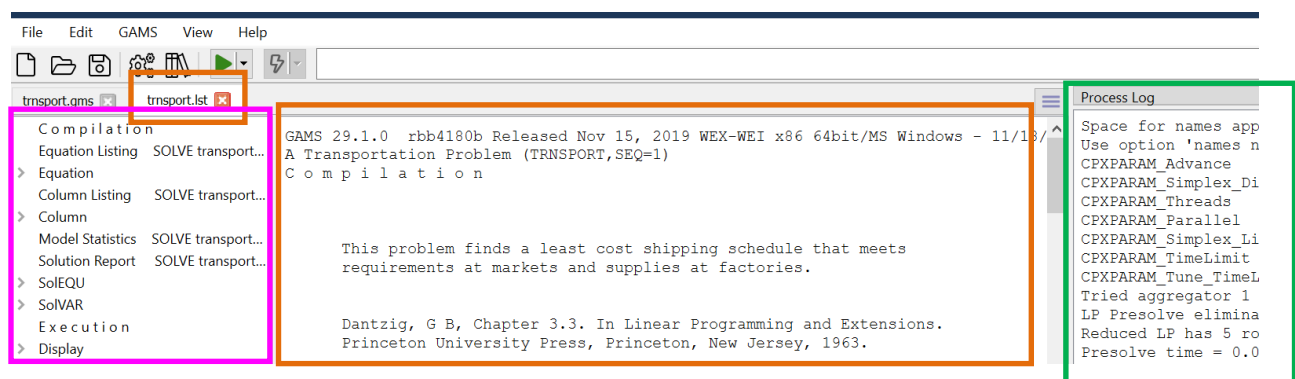 File Edit GAMS View Help
trnsport.gms trnsport.lst
C o m p i l a t i o n
Equation Listing SOLVE transport...
Equation
Column Listing SOLVE transport...
Column
Model Statistics SOLVE transport...
Solution Report SOLVE transport...
SolEQU
SolVAR
E x e c u t i o n
Display
GAMS 29.1.0 rbb4180b Released Nov 15, 2019 WEX-WEI x86 64bit/MS Windows - 11/18/
A Transportation Problem (TRNSPORT,SEQ=1)
C o m p i l a t i o n
This problem finds a least cost shipping schedule that meets
requirements at markets and supplies at factories.
Dantzig, G B, Chapter 3.3. In Linear Programming and Extensions.
Princeton University Press, Princeton, New Jersey, 1963.
Process Log
Space for names app
Use option 'names n
CPXPARAM_Advance
CPXPARAM_Simplex_Di
CPXPARAM_Threads
CPXPARAM_Parallel
CPXPARAM_Simplex_Li
CPXPARAM_TimeLimit
CPXPARAM_Tune_TimeL
Tried aggregator 1
LP Presolve elimina
Reduced LP has 5 ro
Presolve time = 0.0